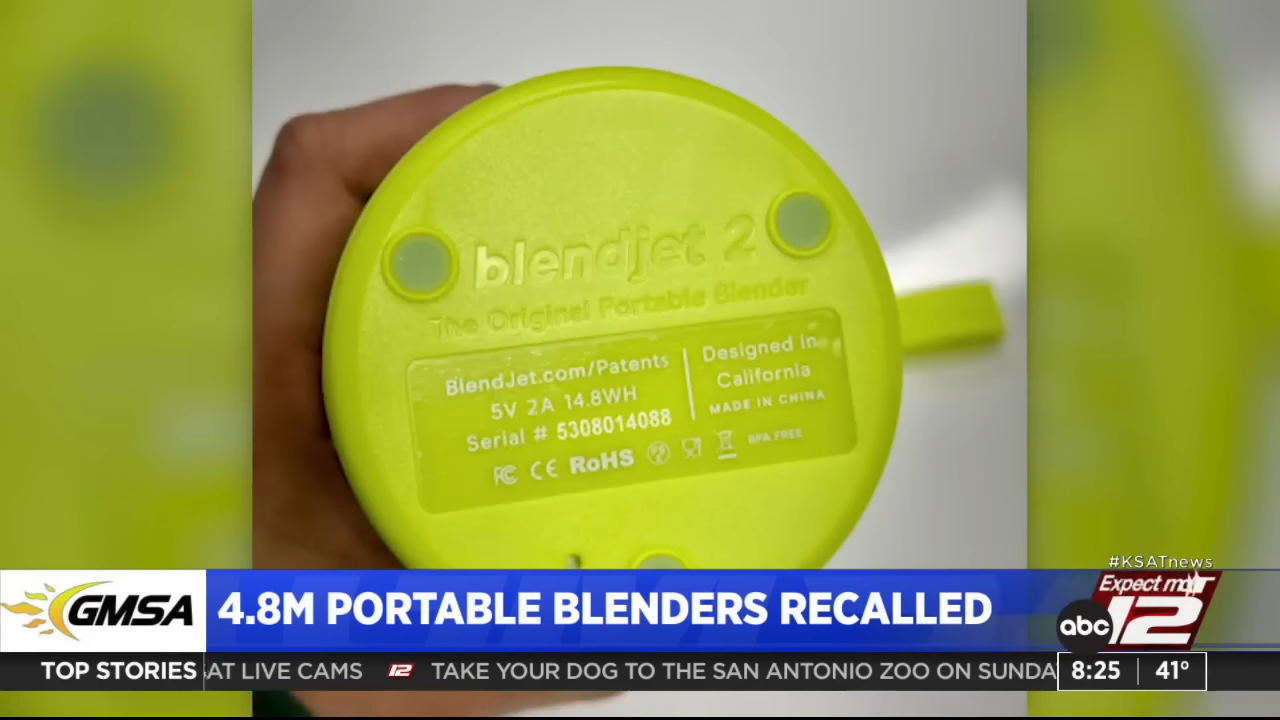 blendjet 2
The Original Portable Blender
BlendJet.com/Patents
5V 2A 14.8WH
Serial # 5308014088
Designed in
California
MADE IN CHINA
FC CE RoHS
BPA FREE
#KSATnews
GMSA
4.8M PORTABLE BLENDERS RECALLED
abc 12
TOP STORIES
AT LIVE CAMS 12 TAKE YOUR DOG TO THE SAN ANTONIO ZOO ON SUNDA
8:25 41°